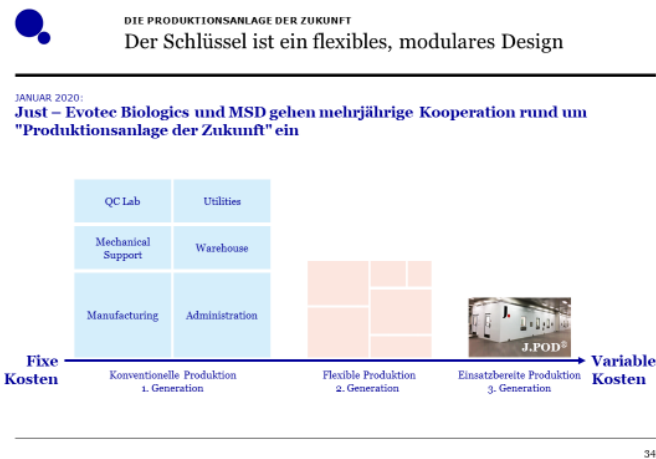 DIE PRODUKTIONSANLAGE DER ZUKUNFT
Der Schlüssel ist ein flexibles, modulares Design
JANUAR 2020:
Just – Evotec Biologics und MSD gehen mehrjährige Kooperation rund um
"Produktionsanlage der Zukunft" ein
QC Lab
Utilities
Mechanical
Support
Warehouse
Manufacturing
Administration
J.
J.POD®
Fixe
Kosten
Variable
Kosten
Konventionelle Produktion
1. Generation
Flexible Produktion
2. Generation
Einsatzbereite Produktion
3. Generation
34